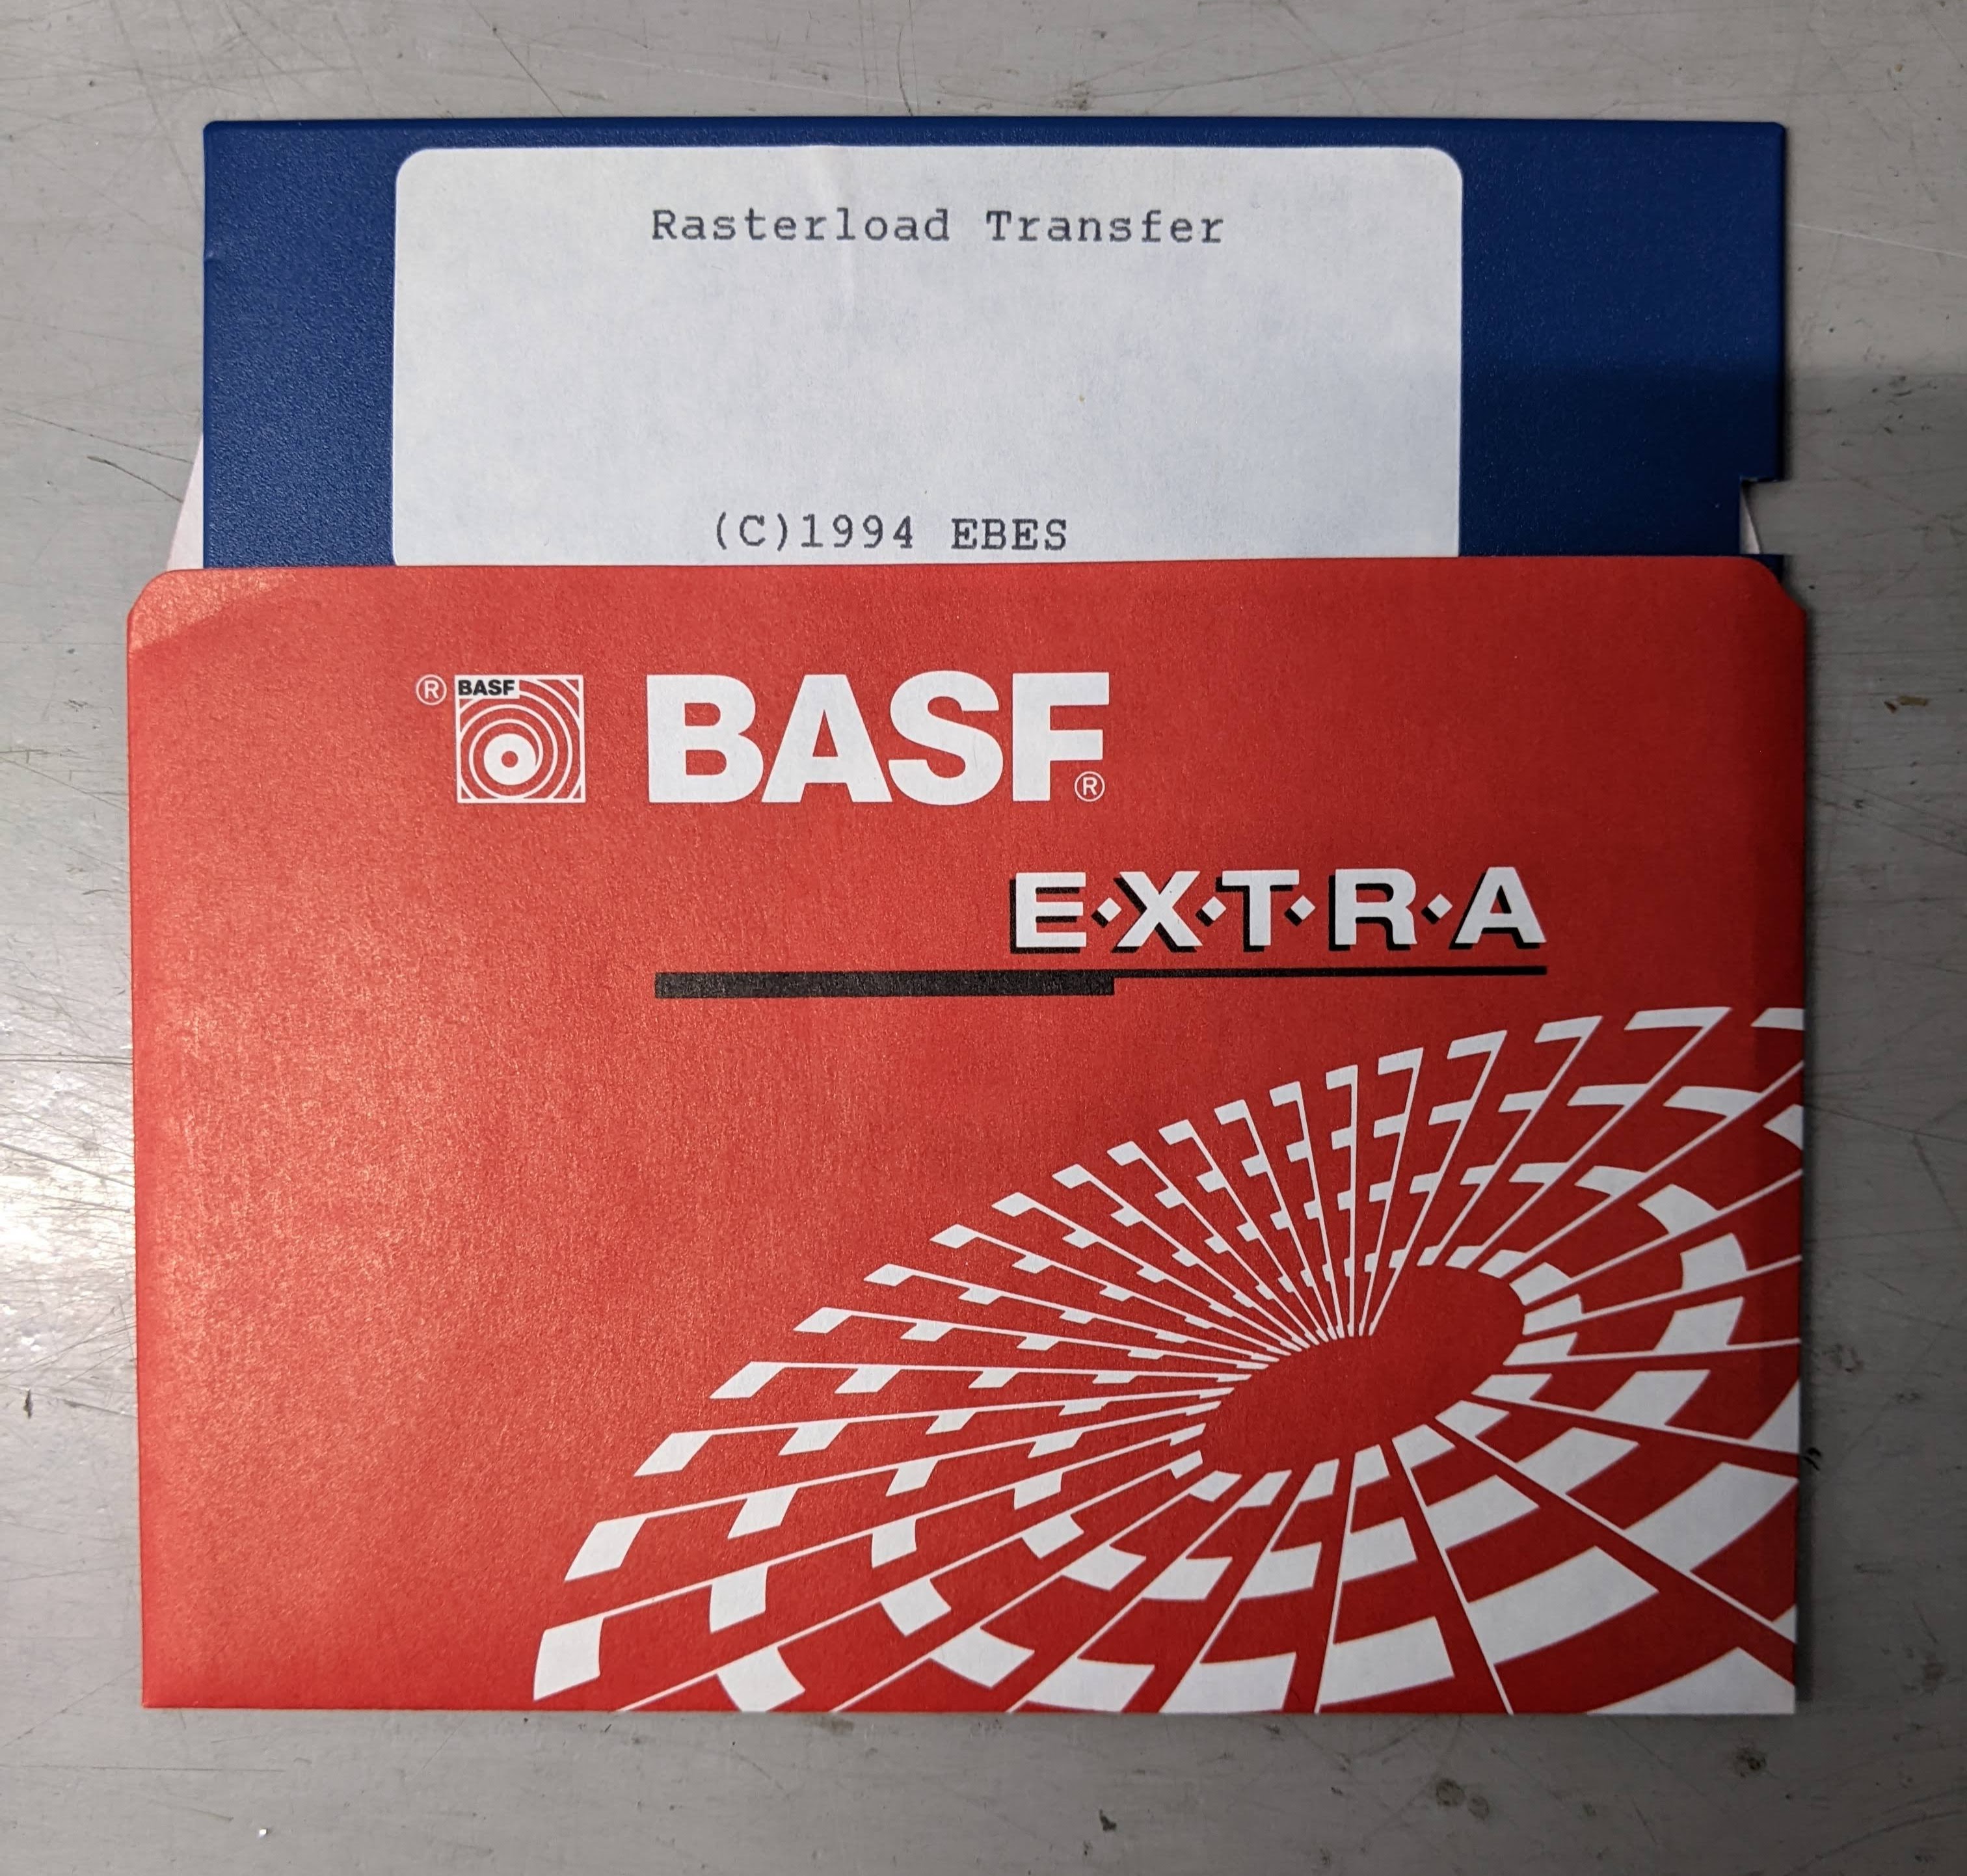 Rasterload Transfer
(C)1994 EBES
® BASF BASF®
E·X·T·R·A